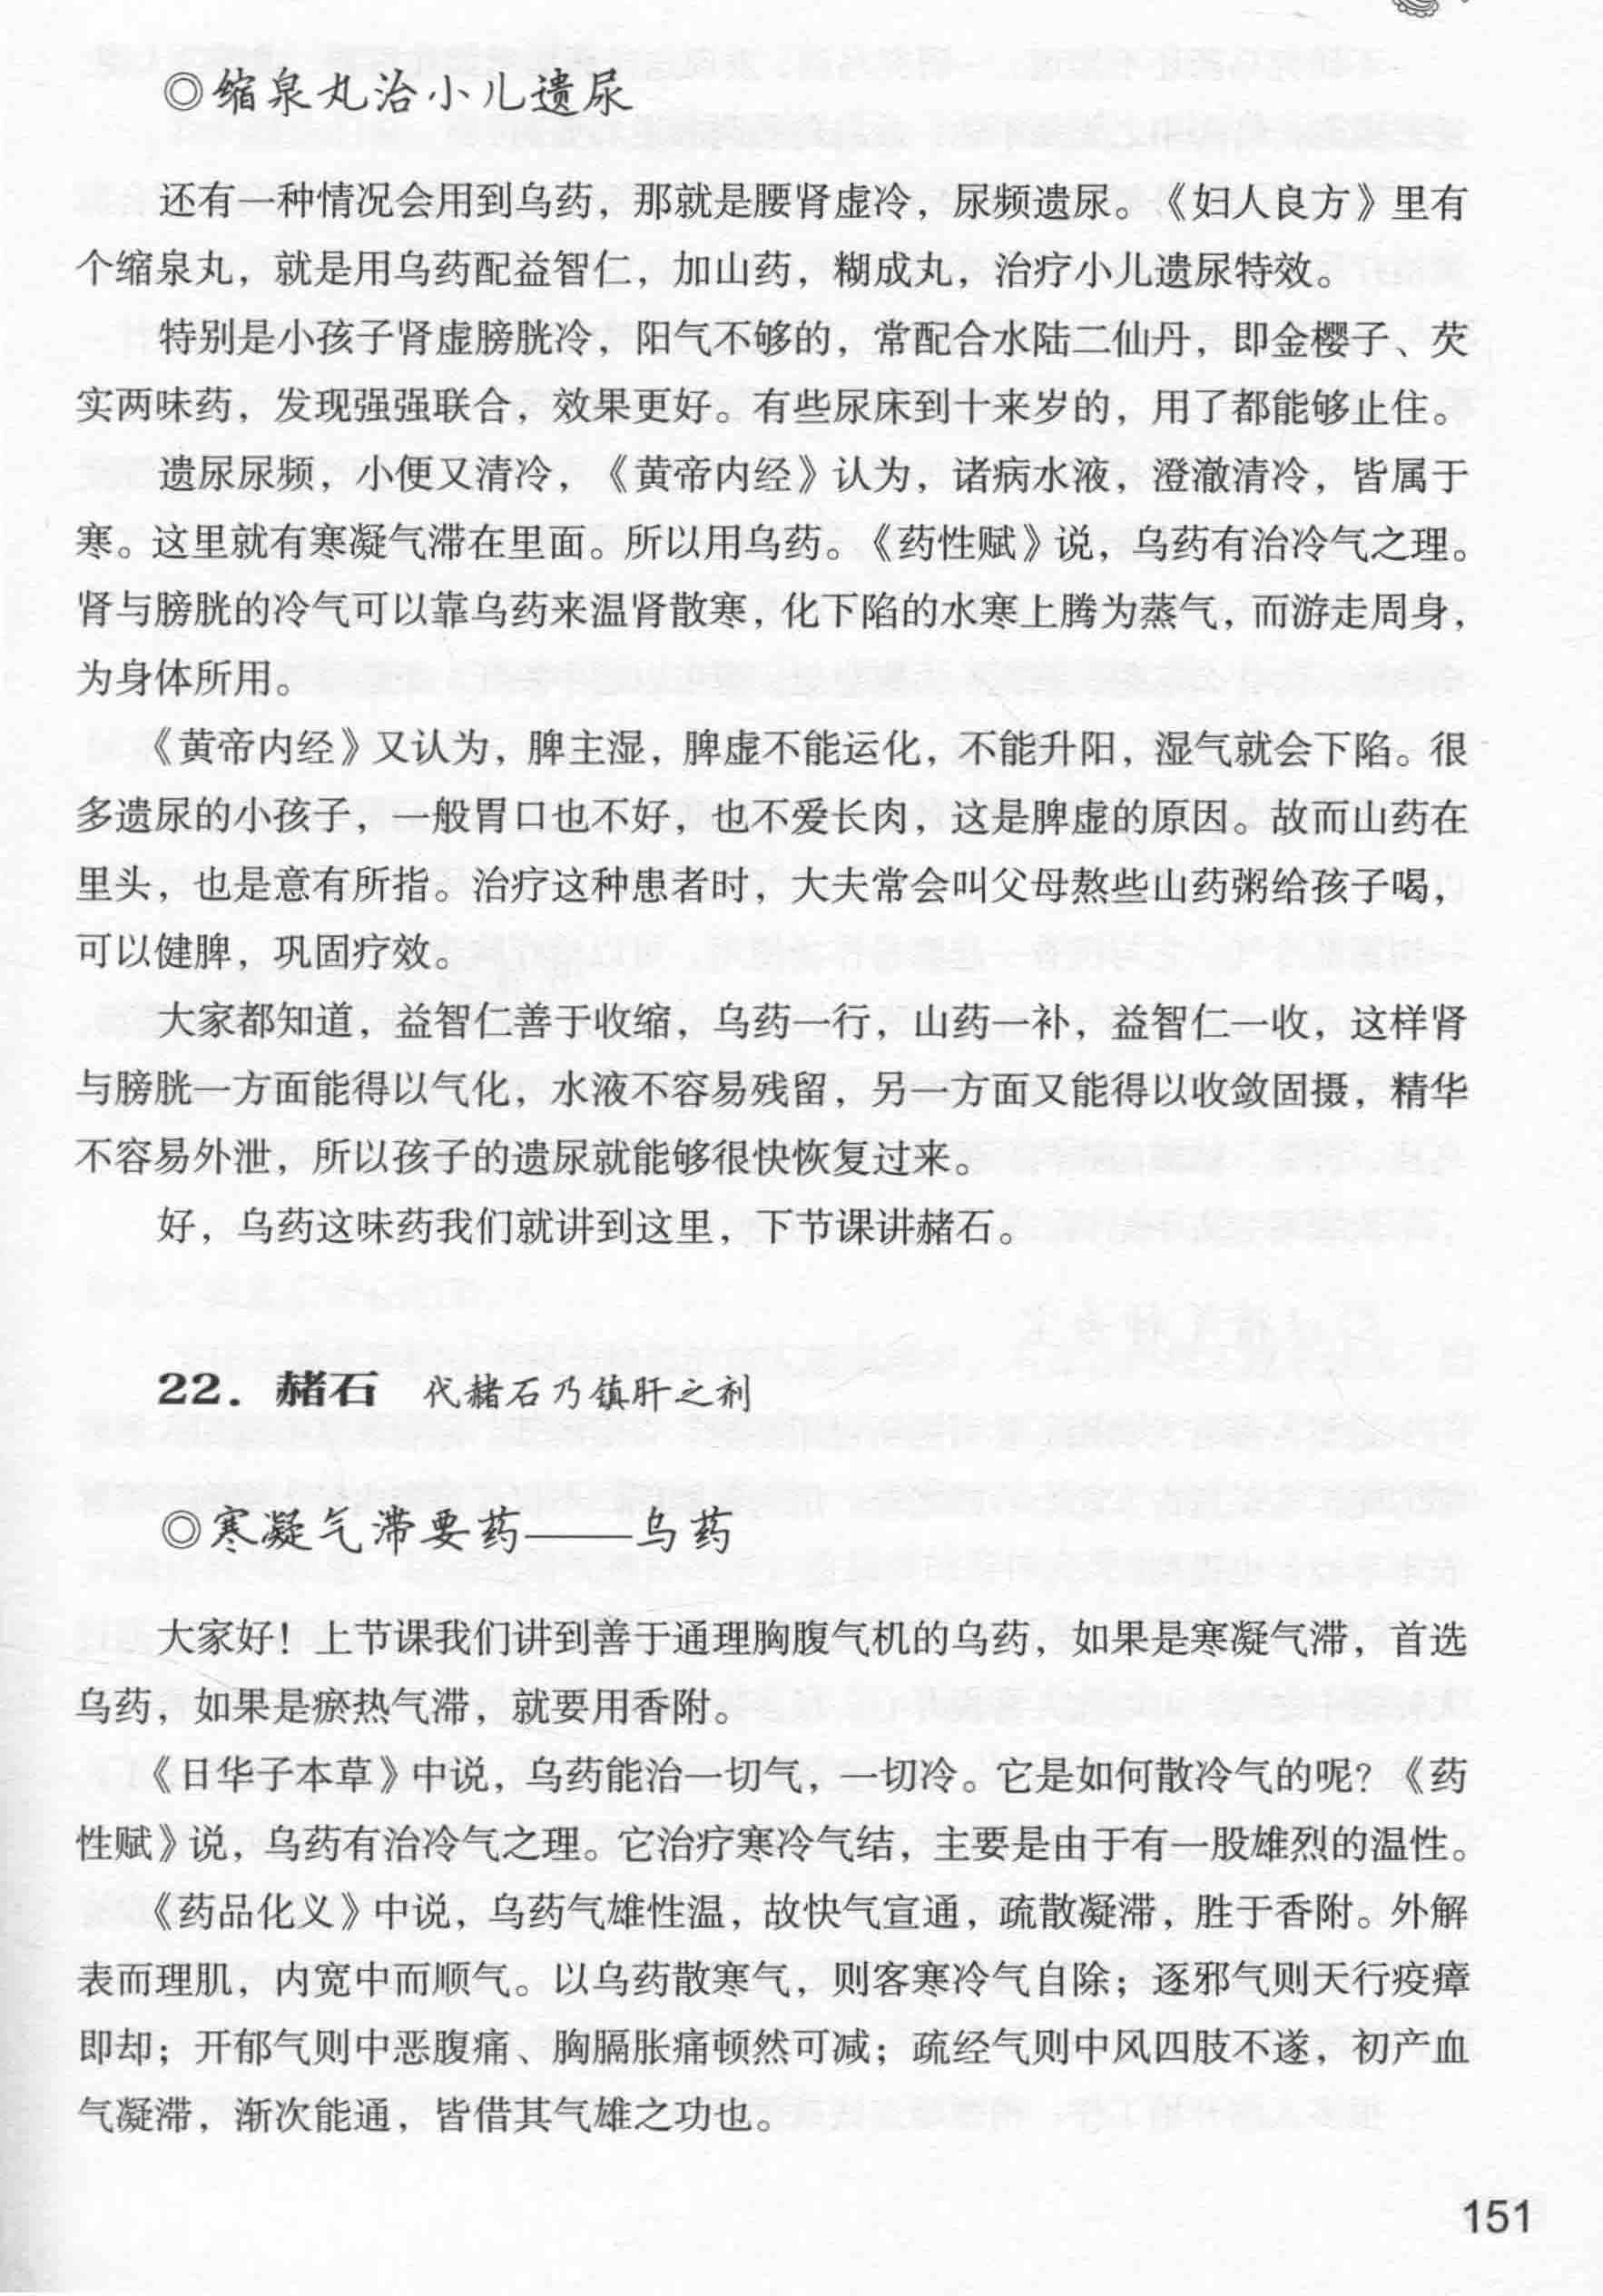 ◎缩泉丸治小儿遗尿
还有一种情况会用到乌药，那就是腰肾虚冷，尿频遗尿。《妇人良方》里有
个缩泉丸，就是用乌药配益智仁，加山药，糊成丸，治疗小儿遗尿特效。
特别是小孩子肾虚膀胱冷，阳气不够的，常配合水陆二仙丹，即金樱子、芡
实两味药，发现强强联合，效果更好。有些尿床到十来岁的，用了都能够止住。
遗尿尿频，小便又清冷，《黄帝内经》认为，诸病水液，澄澈清冷，皆属于
寒。这里就有寒凝气滞在里面。所以用乌药。《药性赋》说，乌药有治冷气之理。
肾与膀胱的冷气可以靠乌药来温肾散寒，化下陷的水寒上腾为蒸气，而游走周身，
为身体所用。
《黄帝内经》又认为，脾主湿，脾虚不能运化，不能升阳，湿气就会下陷。很
多遗尿的小孩子，一般胃口也不好，也不爱长肉，这是脾虚的原因。故而山药在
里头，也是意有所指。治疗这种患者时，大夫常会叫父母熬些山药粥给孩子喝，
可以健脾，巩固疗效。
大家都知道，益智仁善于收缩，乌药一行，山药一补，益智仁一收，这样肾
与膀胱一方面能得以气化，水液不容易残留，另一方面又能得以收敛固摄，精华
不容易外泄，所以孩子的遗尿就能够很快恢复过来。
好，乌药这味药我们就讲到这里，下节课讲赭石。
22. 赭石 代赭石乃镇肝之剂
◎寒凝气滞要药——乌药
大家好！上节课我们讲到善于通理胸腹气机的乌药，如果是寒凝气滞，首选
乌药，如果是瘀热气滞，就要用香附。
《日华子本草》中说，乌药能治一切气，一切冷。它是如何散冷气的呢？《药
性赋》说，乌药有治冷气之理。它治疗寒冷气结，主要是由于有一股雄烈的温性。
《药品化义》中说，乌药气雄性温，故快气宣通，疏散凝滞，胜于香附。外解
表而理肌，内宽中而顺气。以乌药散寒气，则客寒冷气自除；逐邪气则天行疫瘴
即却；开郁气则中恶腹痛、胸膈胀痛顿然可减；疏经气则中风四肢不遂，初产血
气凝滞，渐次能通，皆借其气雄之功也。
151